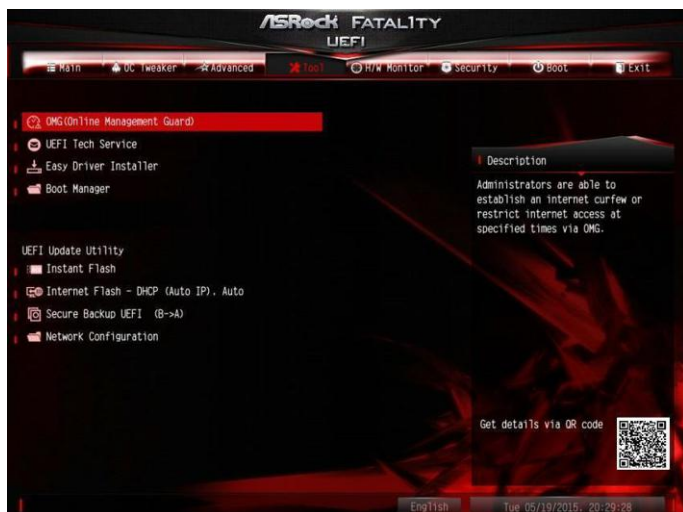 ASRock FATAL1TY
UEFI
Main OC Tweaker Advanced Tool H/W Monitor Security Boot Exit
OMG(Online Management Guard)
UEFI Tech Service
Easy Driver Installer
Boot Manager
UEFI Update Utility
Instant Flash
Internet Flash - DHCP (Auto IP), Auto
Secure Backup UEFI (B->A)
Network Configuration
Description
Administrators are able to
establish an internet curfew or
restrict internet access at
specified times via OMG.
Get details via QR code
English
Tue 05/19/2015, 20:29:28